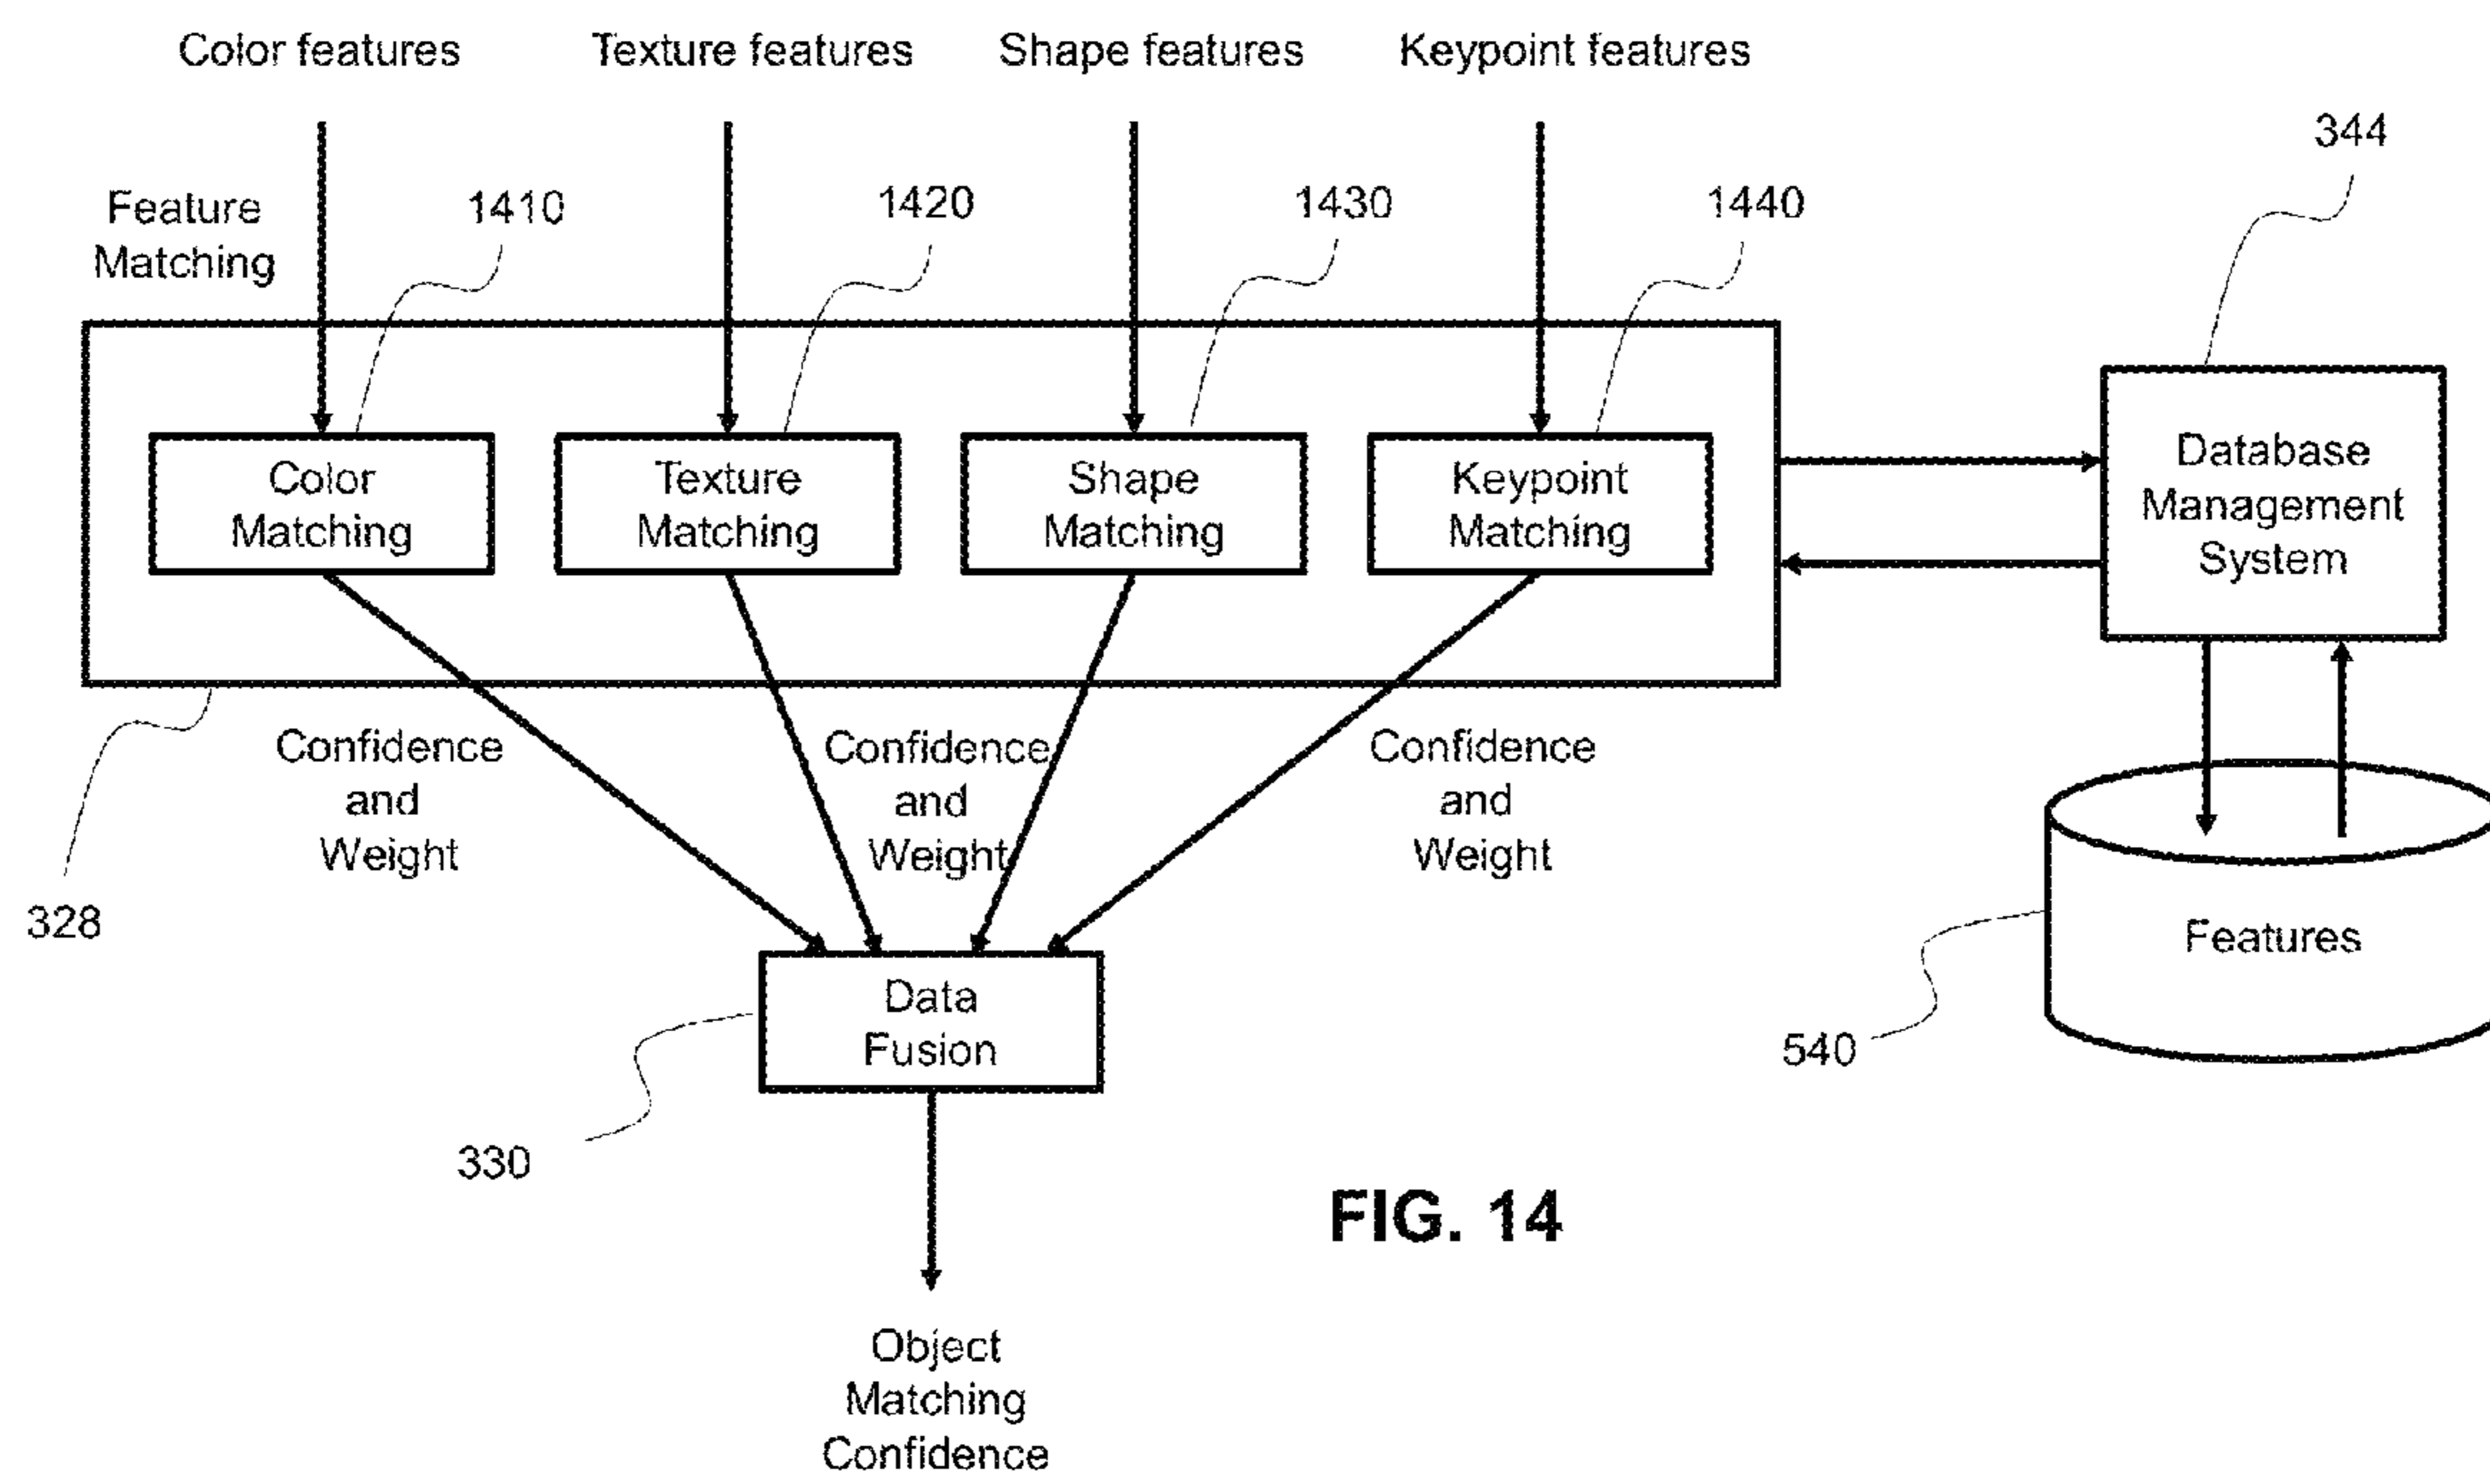 Color features
Texture features
Shape features
Keypoint features
344
Feature
Matching
1410
1420
1430
1440
Color
Matching
Texture
Matching
Shape
Matching
Keypoint
Matching
Database
Management
System
Confidence
and
Weight
Confidence
and
Weight
Confidence
and
Weight
328
Features
540
Data
Fusion
330
FIG. 14
Object
Matching
Confidence